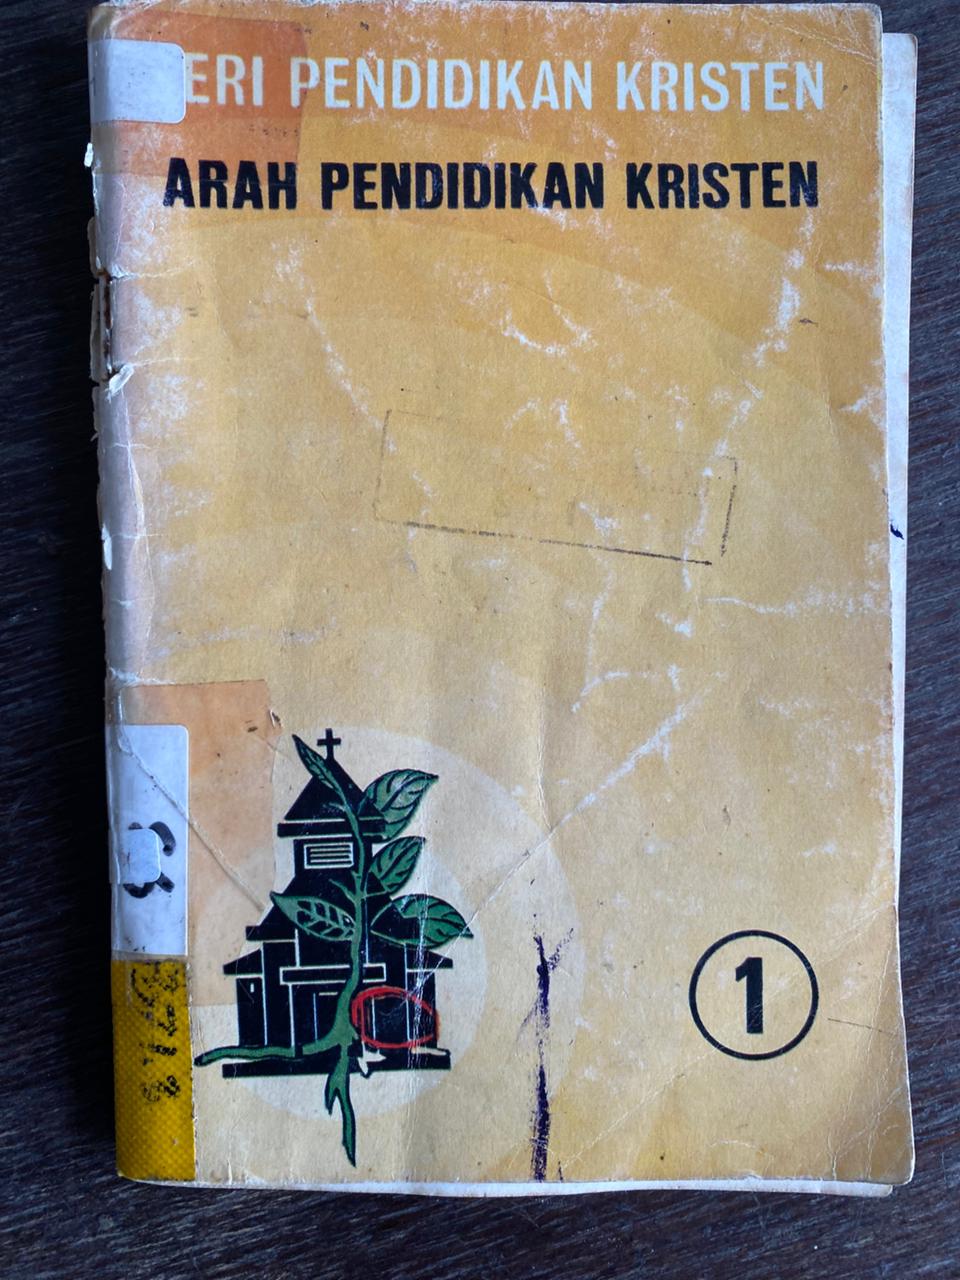 ERI PENDIDIKAN KRISTEN
ARAH PENDIDIKAN KRISTEN
1